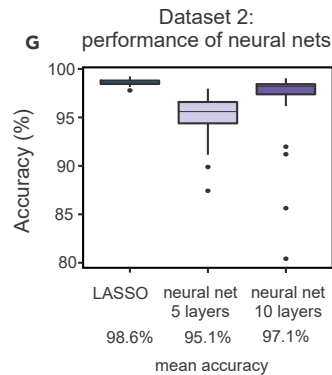 G
Dataset 2:
performance of neural nets
Accuracy (%)
100
95
90
85
80
LASSO neural net neural net
5 layers 10 layers
98.6% 95.1% 97.1%
mean accuracy